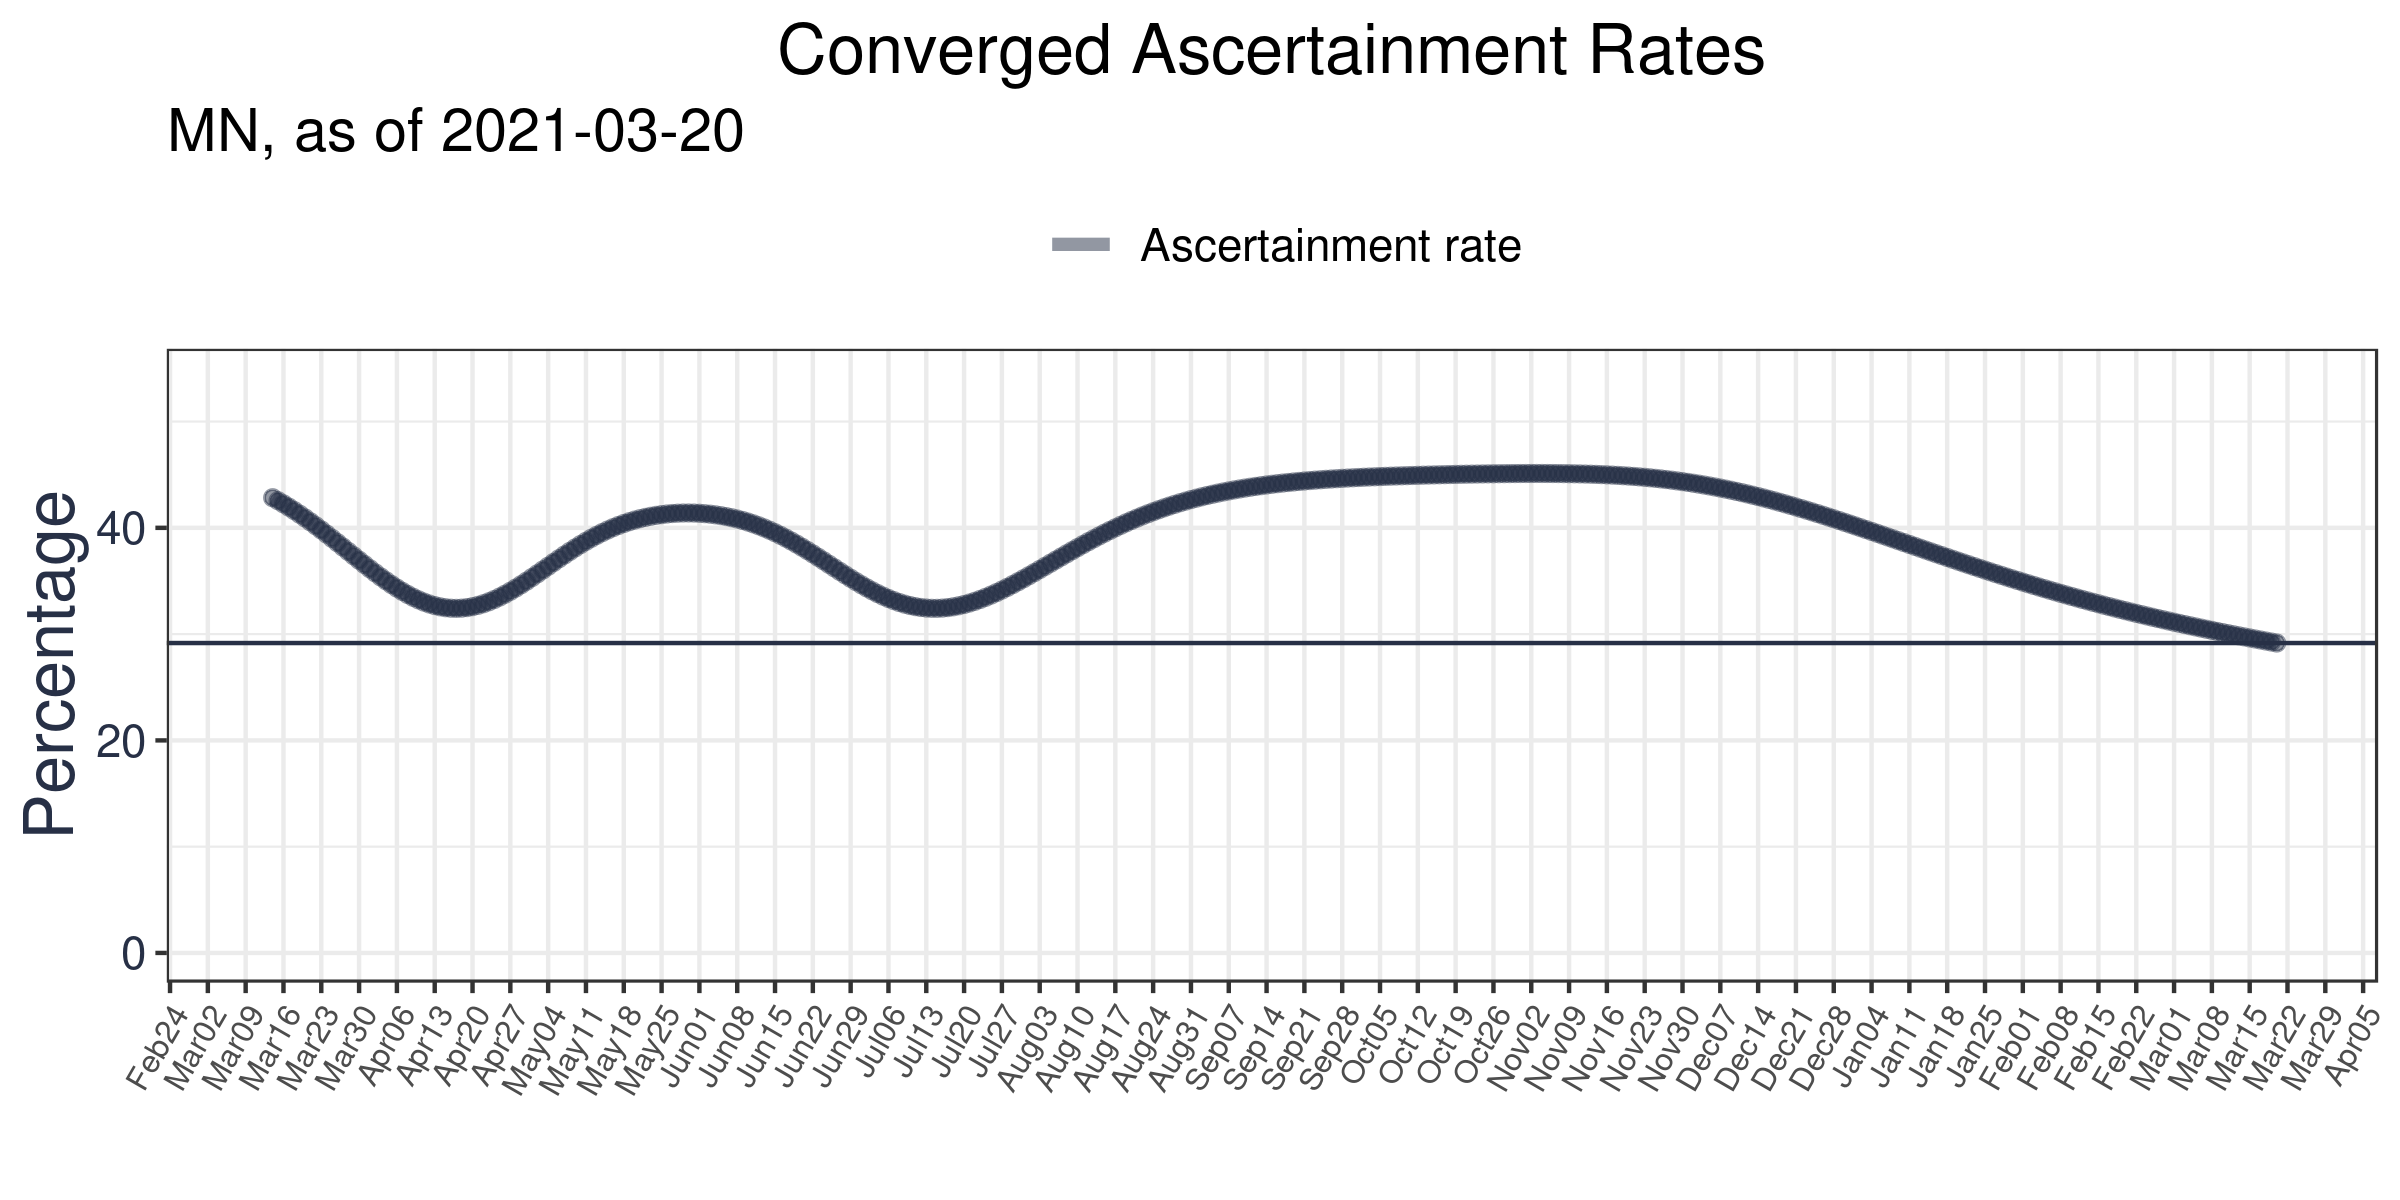 Converged Ascertainment Rates
MN, as of 2021-03-20
Ascertainment rate
Percentage
40
20
0
Feb24 Mar02 Mar09 Mar16 Mar23 Mar30 Apr06 Apr13 Apr20 Apr27 May04 May11 May18 May25 Jun01 Jun08 Jun15 Jun22 Jun29 Jul06 Jul13 Jul20 Jul27 Aug03 Aug10 Aug17 Aug24 Aug31 Sep07 Sep14 Sep21 Sep28 Oct05 Oct12 Oct19 Oct26 Nov02 Nov09 Nov16 Nov23 Nov30 Dec07 Dec14 Dec21 Dec28 Jan04 Jan11 Jan18 Jan25 Feb01 Feb08 Feb15 Feb22 Mar01 Mar08 Mar15 Mar22 Mar29 Apr05